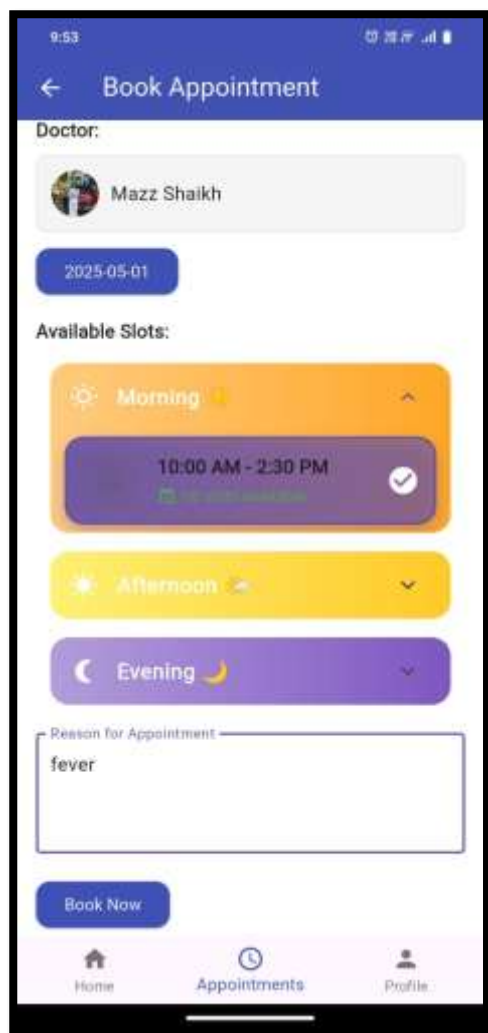 9:53
Book Appointment
Doctor:
Mazz Shaikh
2025-05-01
Available Slots:
Morning
10:00 AM - 2:30 PM
Afternoon
Evening
Reason for Appointment
fever
Book Now
Home
Appointments
Profile